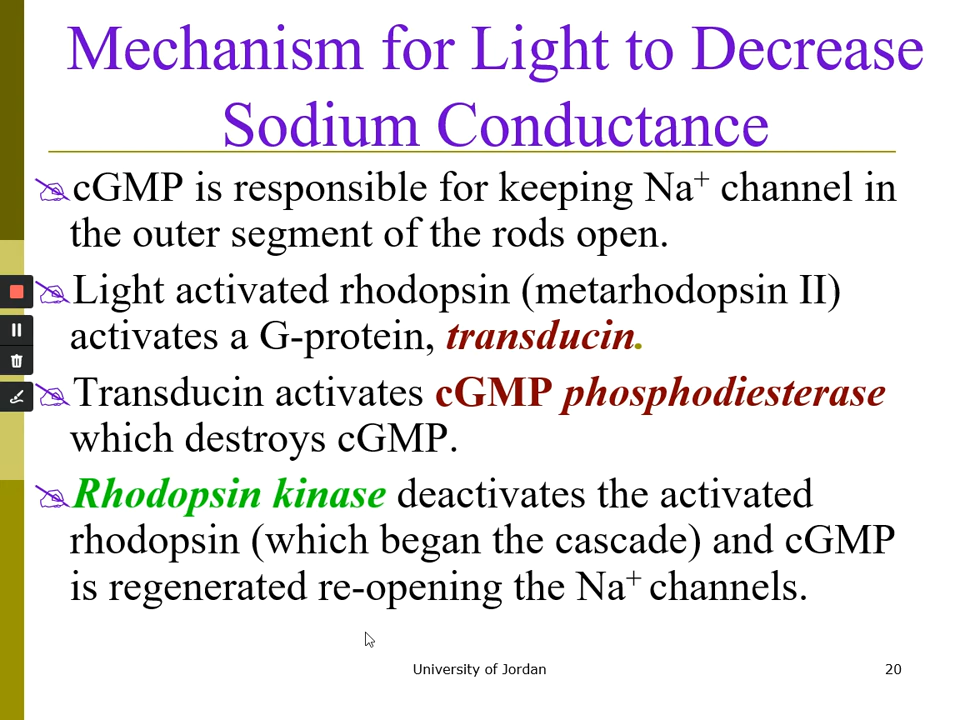 Mechanism for Light to Decrease
Sodium Conductance
cGMP is responsible for keeping Na⁺ channel in
the outer segment of the rods open.
Light activated rhodopsin (metarhodopsin II)
activates a G-protein, transducin.
Transducin activates cGMP phosphodiesterase
which destroys cGMP.
Rhodopsin kinase deactivates the activated
rhodopsin (which began the cascade) and cGMP
is regenerated re-opening the Na⁺ channels.
University of Jordan
20